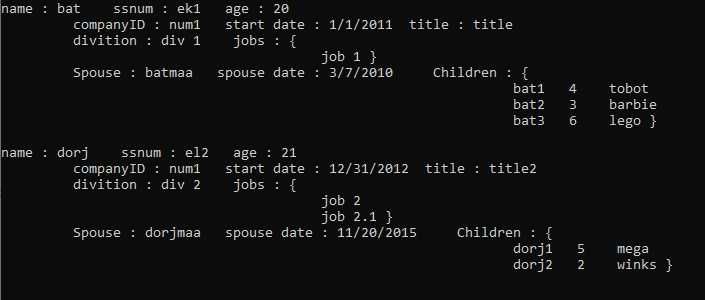 name : bat    ssnum : ek1   age : 20
         companyID : num1   start date : 1/1/2011  title : title
         divition : div 1    jobs : {
                                        job 1 }
         Spouse : batmaa   spouse date : 3/7/2010     Children : {
                                                                bat1   4    tobot
                                                                bat2   3    barbie
                                                                bat3   6    lego }
name : dorj    ssnum : el2   age : 21
         companyID : num1   start date : 12/31/2012  title : title2
         divition : div 2    jobs : {
                                        job 2
                                        job 2.1 }
         Spouse : dorjmaa   spouse date : 11/20/2015     Children : {
                                                                dorj1   5    mega
                                                                dorj2   2    winks }